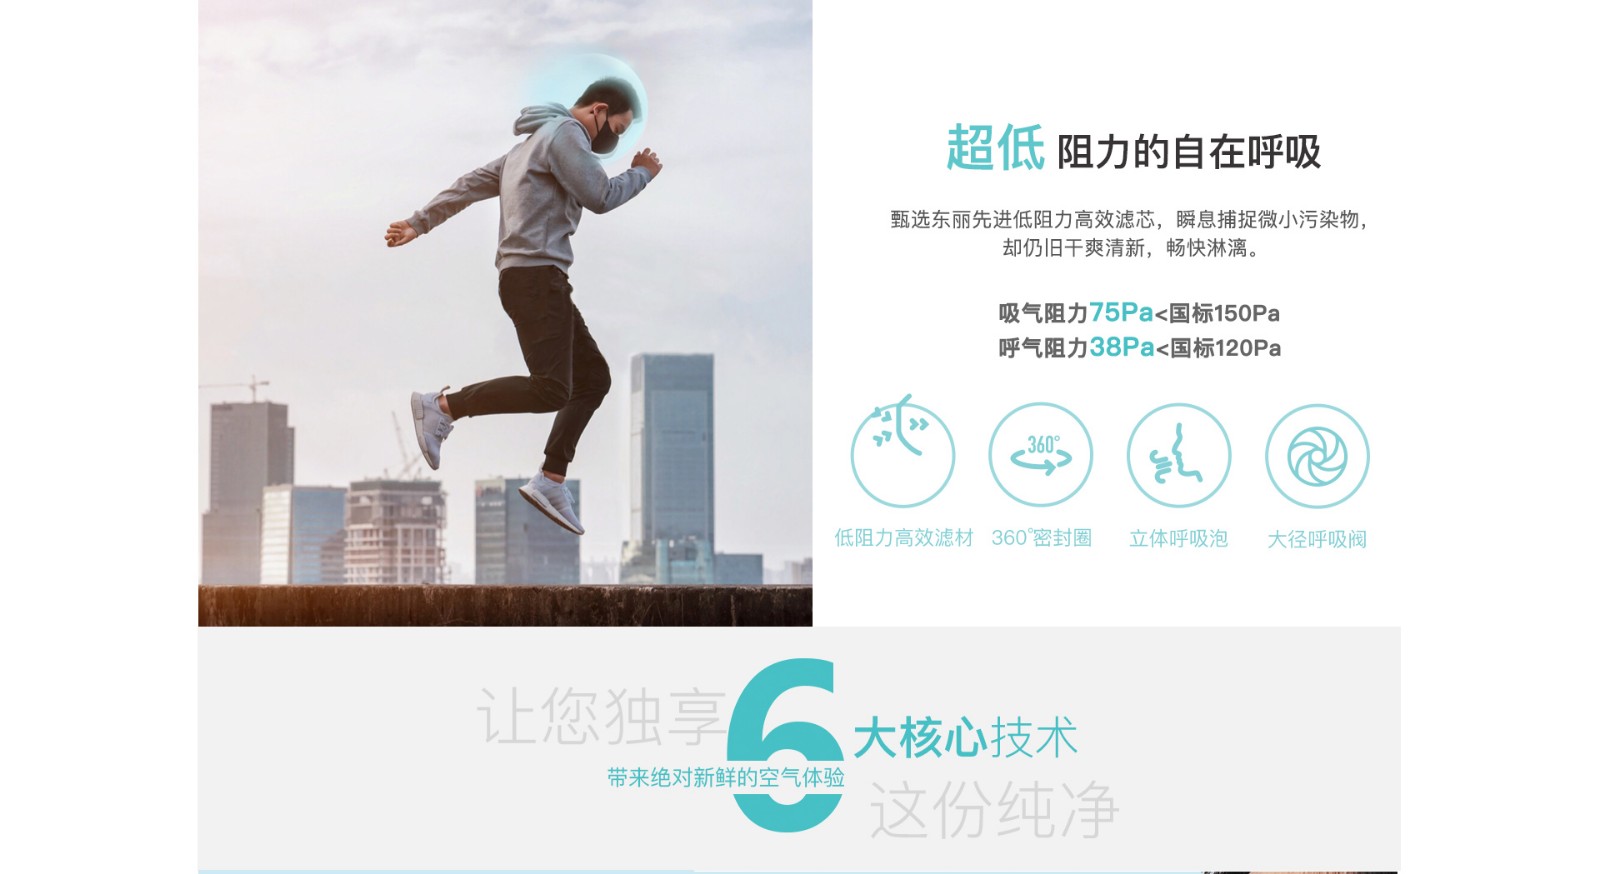 超低 阻力的自在呼吸
甄选东丽先进低阻力高效滤芯，瞬息捕捉微小污染物，
却仍旧干爽清新，畅快淋漓。
吸气阻力75Pa<国标150Pa
呼气阻力38Pa<国标120Pa
360°
低阻力高效滤材
360°密封圈
立体呼吸泡
大径呼吸阀
让您独享
6
大核心技术
带来绝对新鲜的空气体验
这份纯净